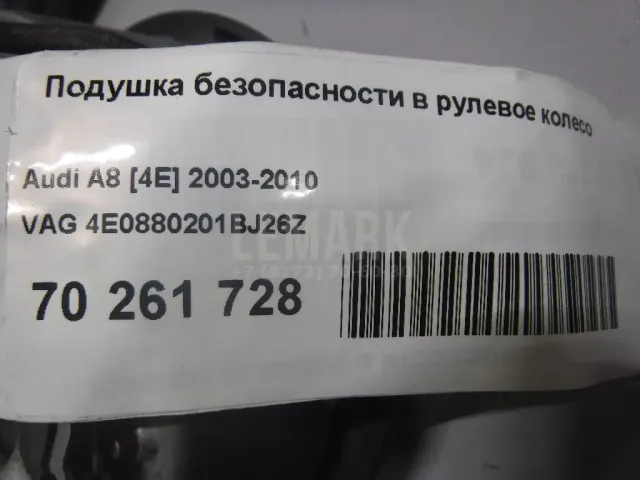 Подушка безопасности в рулевое колесо
Audi A8 [4E] 2003-2010
VAG 4E0880201BJ26Z
LEMARK
70 261 728